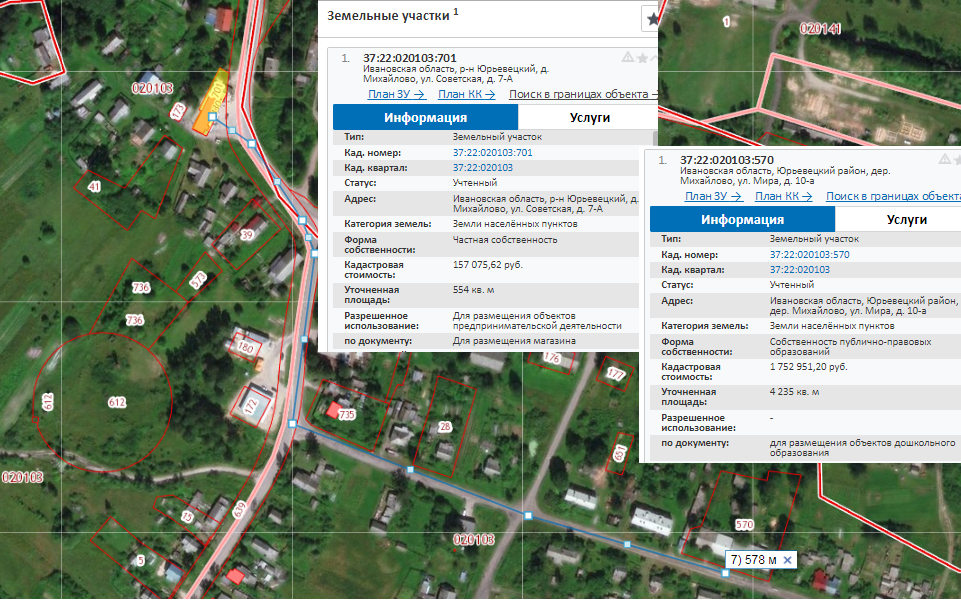 Земельные участки 1
1. 37:22:020103:701
Ивановская область, р-н Юрьевецкий, д.
Михайлово, ул. Советская, д. 7-А
План ЗУ → План КК → Поиск в границах объекта →
Информация Услуги
Тип: Земельный участок
Кад. номер: 37:22:020103:701
Кад. квартал: 37:22:020103
Статус: Учтенный
Адрес: Ивановская область, р-н Юрьевецкий, д.
Михайлово, ул. Советская, д. 7-А
Категория земель: Земли населённых пунктов
Форма Частная собственность
собственности:
Кадастровая 157 075,62 руб.
стоимость:
Уточненная 554 кв. м
площадь:
Разрешенное Для размещения объектов
использование: предпринимательской деятельности
по документу: Для размещения магазина
1. 37:22:020103:570
Ивановская область, Юрьевецкий район, дер.
Михайлово, ул. Мира, д. 10-а
План ЗУ → План КК → Поиск в границах объекта
Информация Услуги
Тип: Земельный участок
Кад. номер: 37:22:020103:570
Кад. квартал: 37:22:020103
Статус: Учтенный
Адрес: Ивановская область, Юрьевецкий район,
дер. Михайлово, ул. Мира, д. 10-а
Категория земель: Земли населённых пунктов
Форма Собственность публично-правовых
собственности: образований
Кадастровая 1 752 951,20 руб.
стоимость:
Уточненная 4 235 кв. м
площадь:
Разрешенное -
использование:
по документу: для размещения объектов дошкольного
образования
1
020141
020103
173
41
39
573
736
736
180
172
612
612
176
177
735
28
651
020103
639
15
5
020103
570
7) 578 м ×